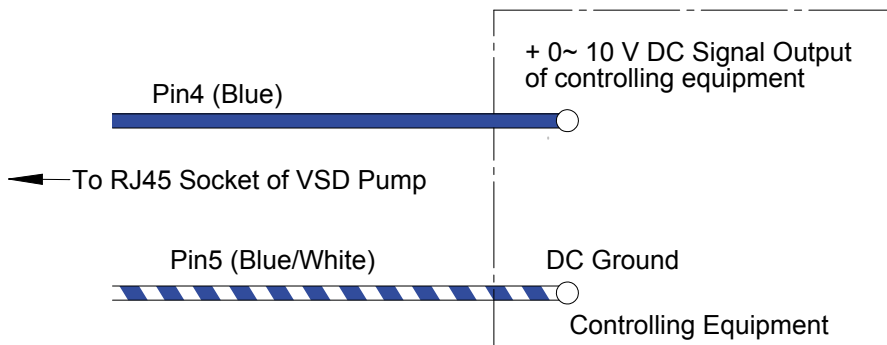 + 0~ 10 V DC Signal Output
of controlling equipment
Pin4 (Blue)
To RJ45 Socket of VSD Pump
Pin5 (Blue/White)
DC Ground
Controlling Equipment